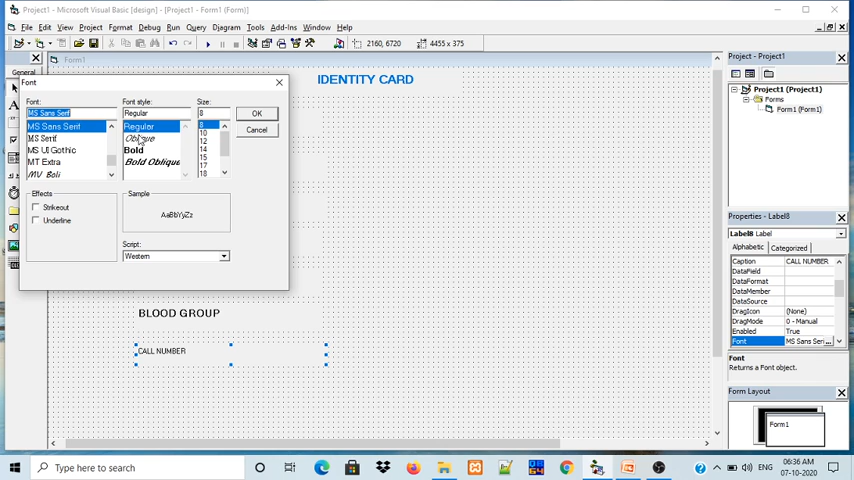 Project1 - Microsoft Visual Basic [design] - [Project1 - Form1 (Form)]
File Edit View Project Format Debug Run Query Diagram Tools Add-Ins Window Help
2160, 6720 4455 x 375
General
Form1
IDENTITY CARD
BLOOD GROUP
CALL NUMBER
Font
Font:
MS Sans Serif
MS Sans Serif
MS Serif
MS UI Gothic
MT Extra
MV Boli
Font style:
Regular
Regular
Oblique
Bold
Bold Oblique
Size:
8
8
10
12
14
15
17
18
OK
Cancel
Effects
Strikeout
Underline
Sample
AaBbYyZz
Script:
Western
Project - Project1
Project1 (Project1)
Forms
Form1 (Form1)
Properties - Label8
Label8 Label
Alphabetic Categorized
Caption CALL NUMBER
DataField
DataFormat
DataMember
DataSource
DragIcon (None)
DragMode 0 - Manual
Enabled True
Font MS Sans Seri ...
Font
Returns a Font object.
Form Layout
Form1
Type here to search
ENG
06:36 AM
07-10-2020